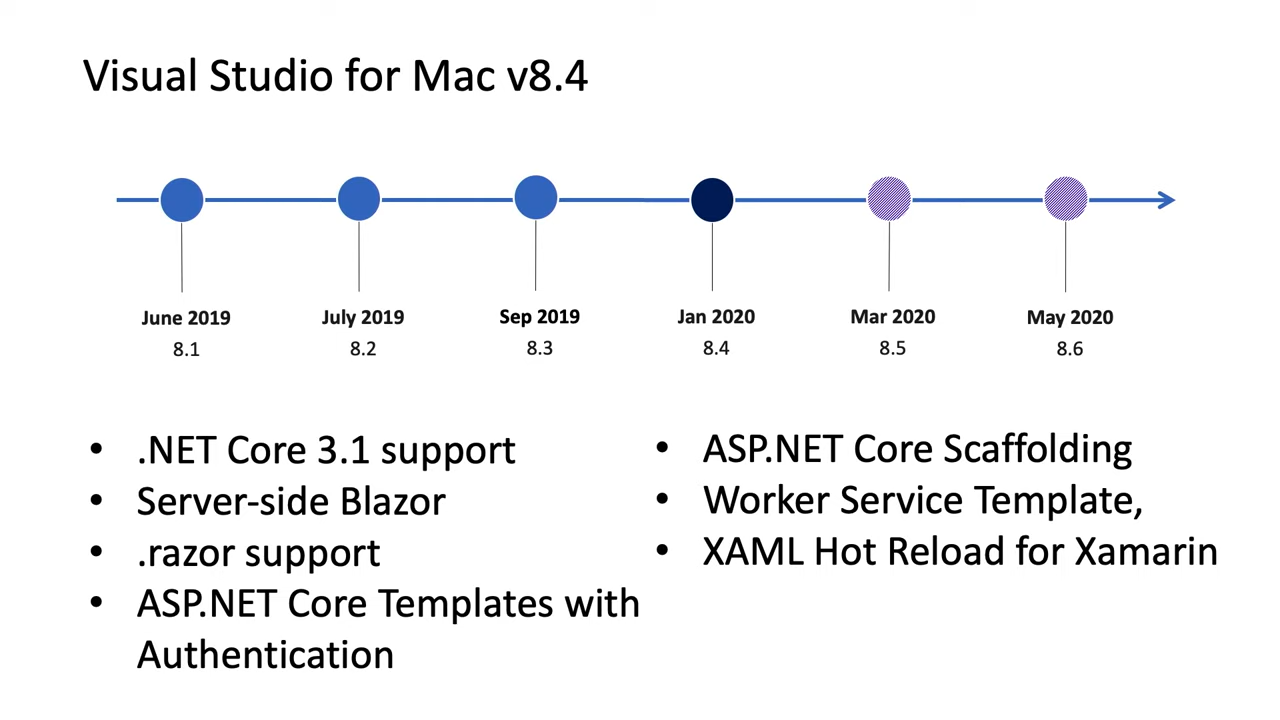 Visual Studio for Mac v8.4
June 2019
8.1
July 2019
8.2
Sep 2019
8.3
Jan 2020
8.4
Mar 2020
8.5
May 2020
8.6
• .NET Core 3.1 support
• Server-side Blazor
• .razor support
• ASP.NET Core Templates with
Authentication
• ASP.NET Core Scaffolding
• Worker Service Template,
• XAML Hot Reload for Xamarin